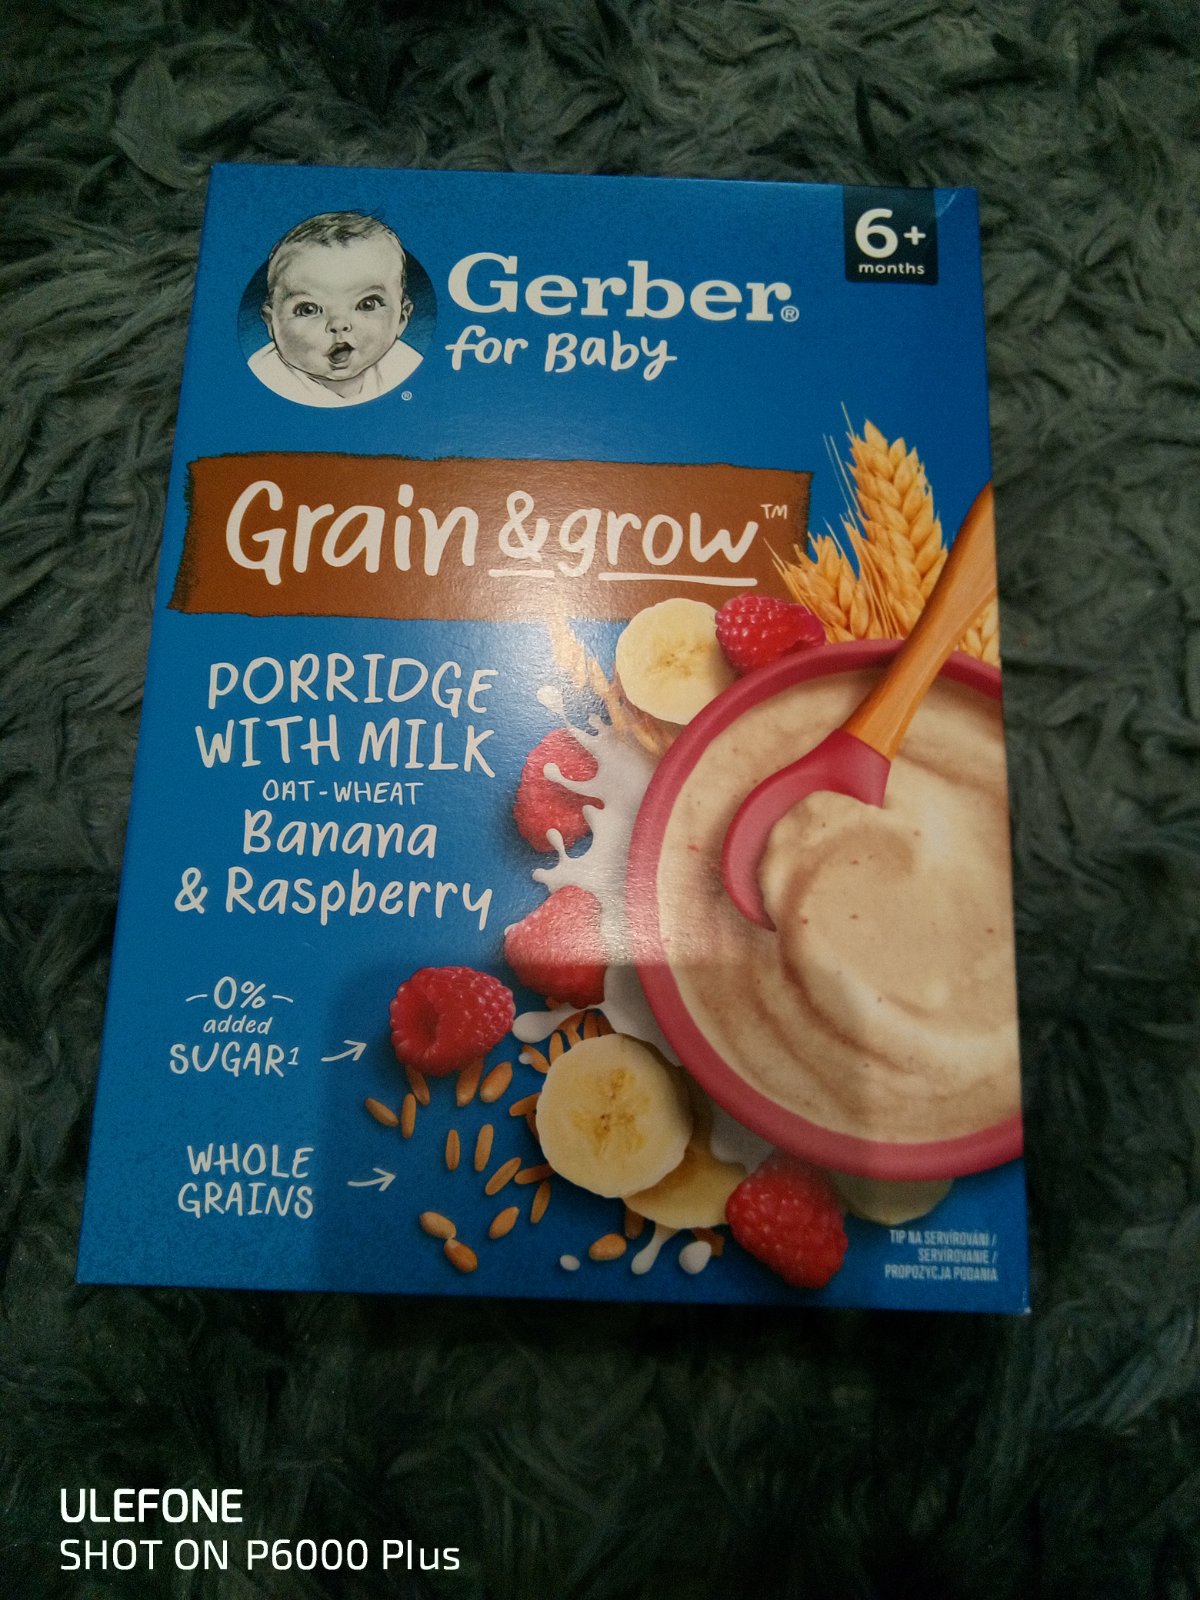 6+
months
Gerber®
for Baby
®
Grain & grow™
PORRIDGE
WITH MILK
OAT-WHEAT
Banana
& Raspberry
0%
added
SUGAR1
WHOLE
GRAINS
TIP NA SERVÍROVÁNÍ /
SERVÍROVANIE /
PROPOZYCJA PODANIA
ULEFONE
SHOT ON P6000 Plus